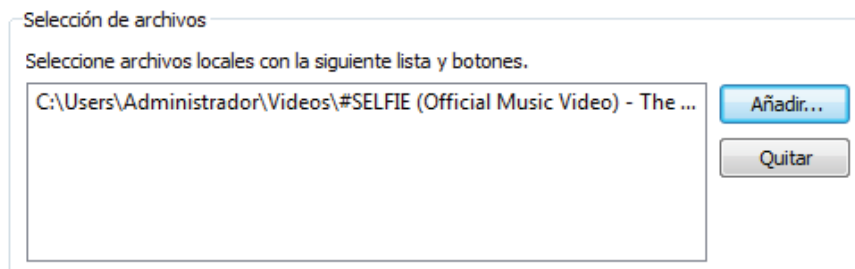 Selección de archivos
Seleccione archivos locales con la siguiente lista y botones.
C:\Users\Administrador\Videos\#SELFIE (Official Music Video) - The ...
Añadir...
Quitar